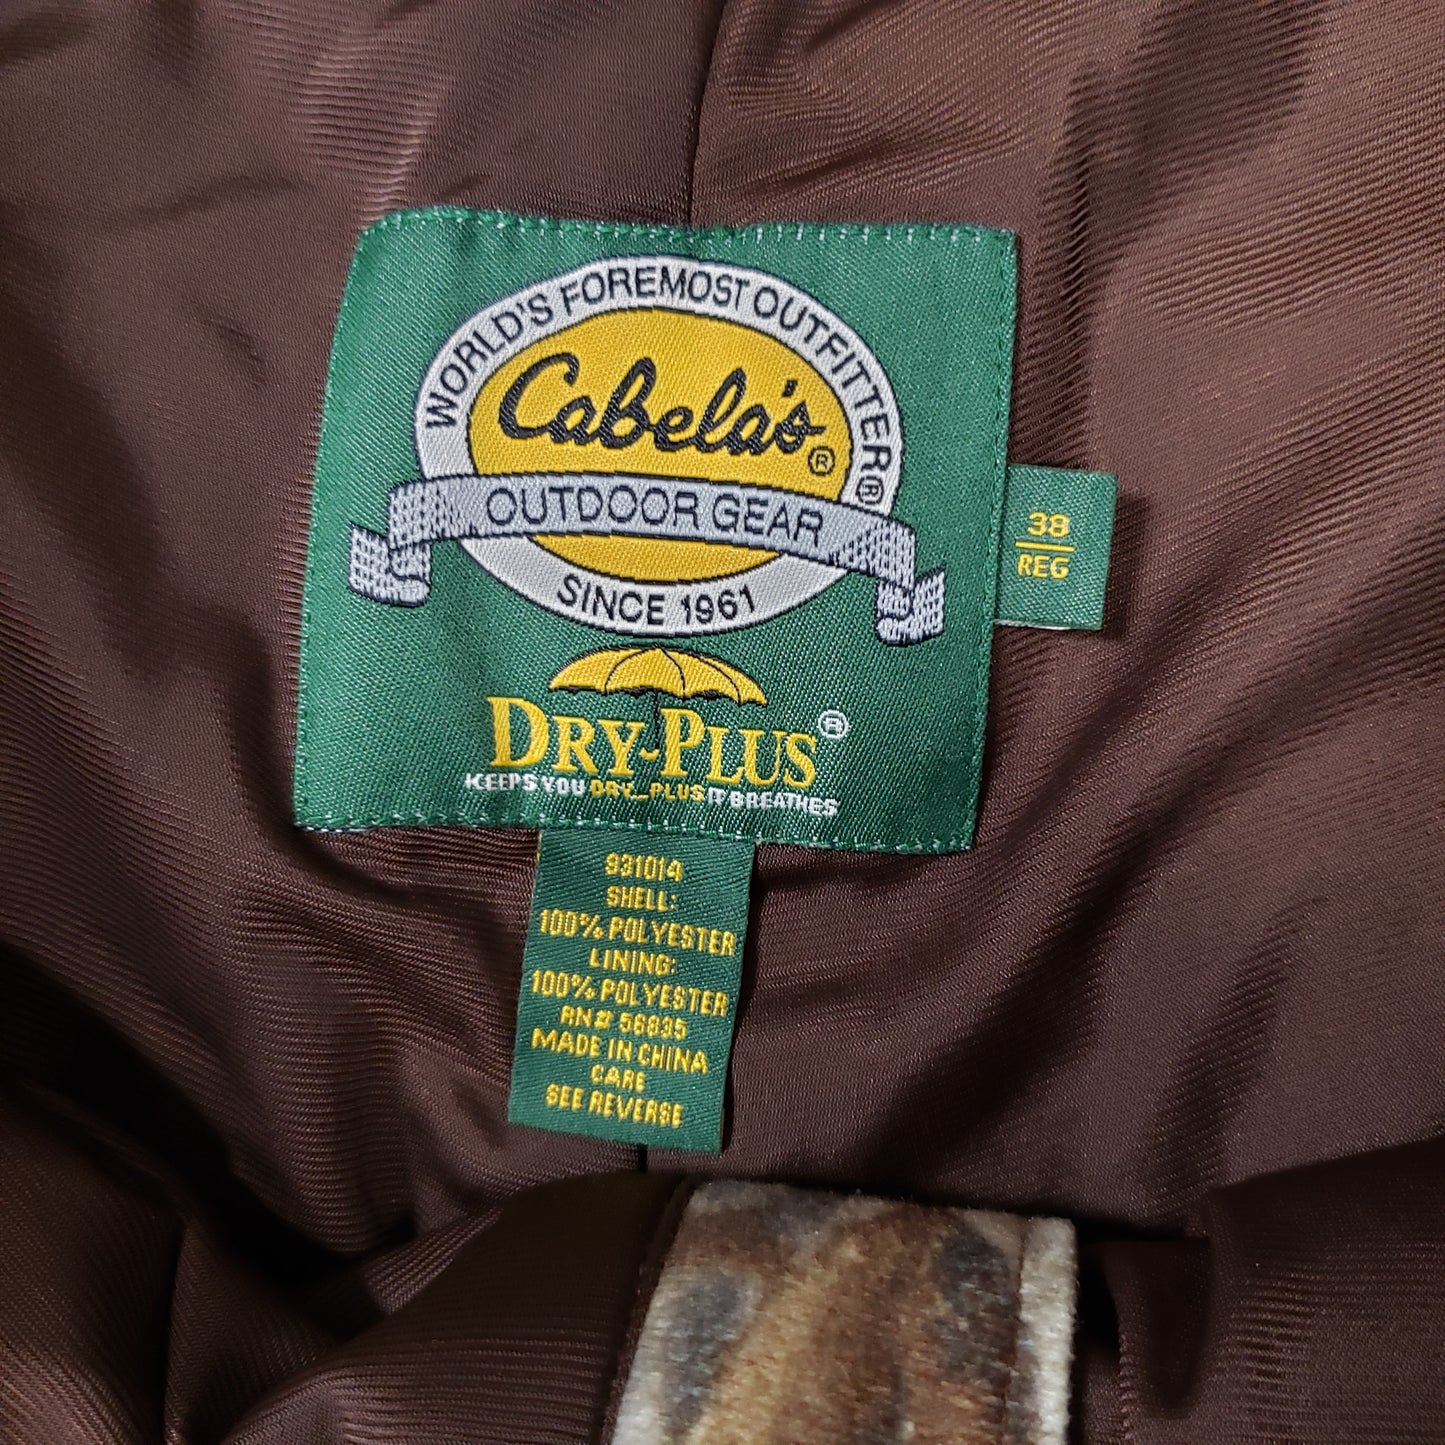 WORLD'S FOREMOST OUTFITTER®
Cabela's®
OUTDOOR GEAR
SINCE 1961
38
REG
DRY-PLUS®
KEEPS YOU DRY_PLUS IT BREATHES
931014
SHELL:
100% POLYESTER
LINING:
100% POLYESTER
RN# 56835
MADE IN CHINA
CARE
SEE REVERSE